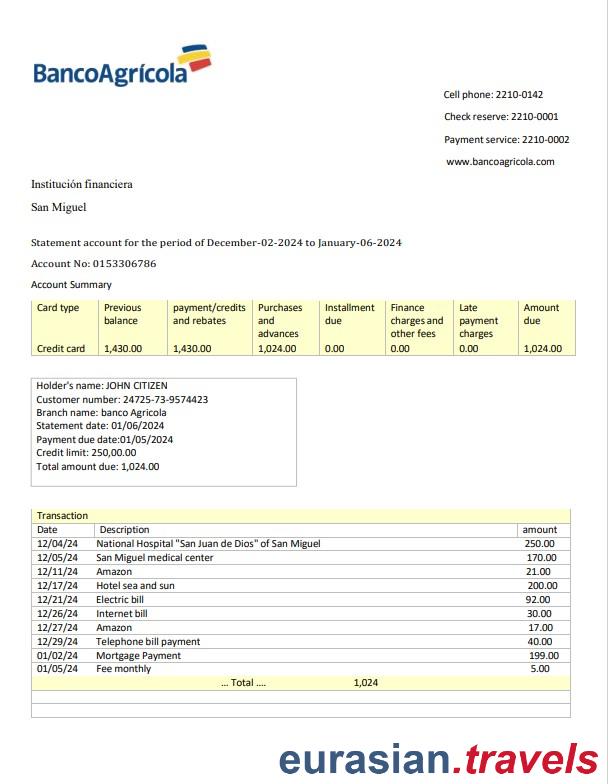 BancoAgrícola
Cell phone: 2210-0142
Check reserve: 2210-0001
Payment service: 2210-0002
www.bancoagricola.com
Institución financiera
San Miguel
Statement account for the period of December-02-2024 to January-06-2024
Account No: 0153306786
Account Summary
Card type Previous balance payment/credits and rebates Purchases and advances Installment due Finance charges and other fees Late payment charges Amount due
Credit card 1,430.00 1,430.00 1,024.00 0.00 0.00 0.00 1,024.00
Holder's name: JOHN CITIZEN
Customer number: 24725-73-9574423
Branch name: banco Agricola
Statement date: 01/06/2024
Payment due date:01/05/2024
Credit limit: 250,00.00
Total amount due: 1,024.00
Transaction
Date Description amount
12/04/24 National Hospital "San Juan de Dios" of San Miguel 250.00
12/05/24 San Miguel medical center 170.00
12/11/24 Amazon 21.00
12/17/24 Hotel sea and sun 200.00
12/21/24 Electric bill 92.00
12/26/24 Internet bill 30.00
12/27/24 Amazon 17.00
12/29/24 Telephone bill payment 40.00
01/02/24 Mortgage Payment 199.00
01/05/24 Fee monthly 5.00
... Total .... 1,024
eurasian.travels